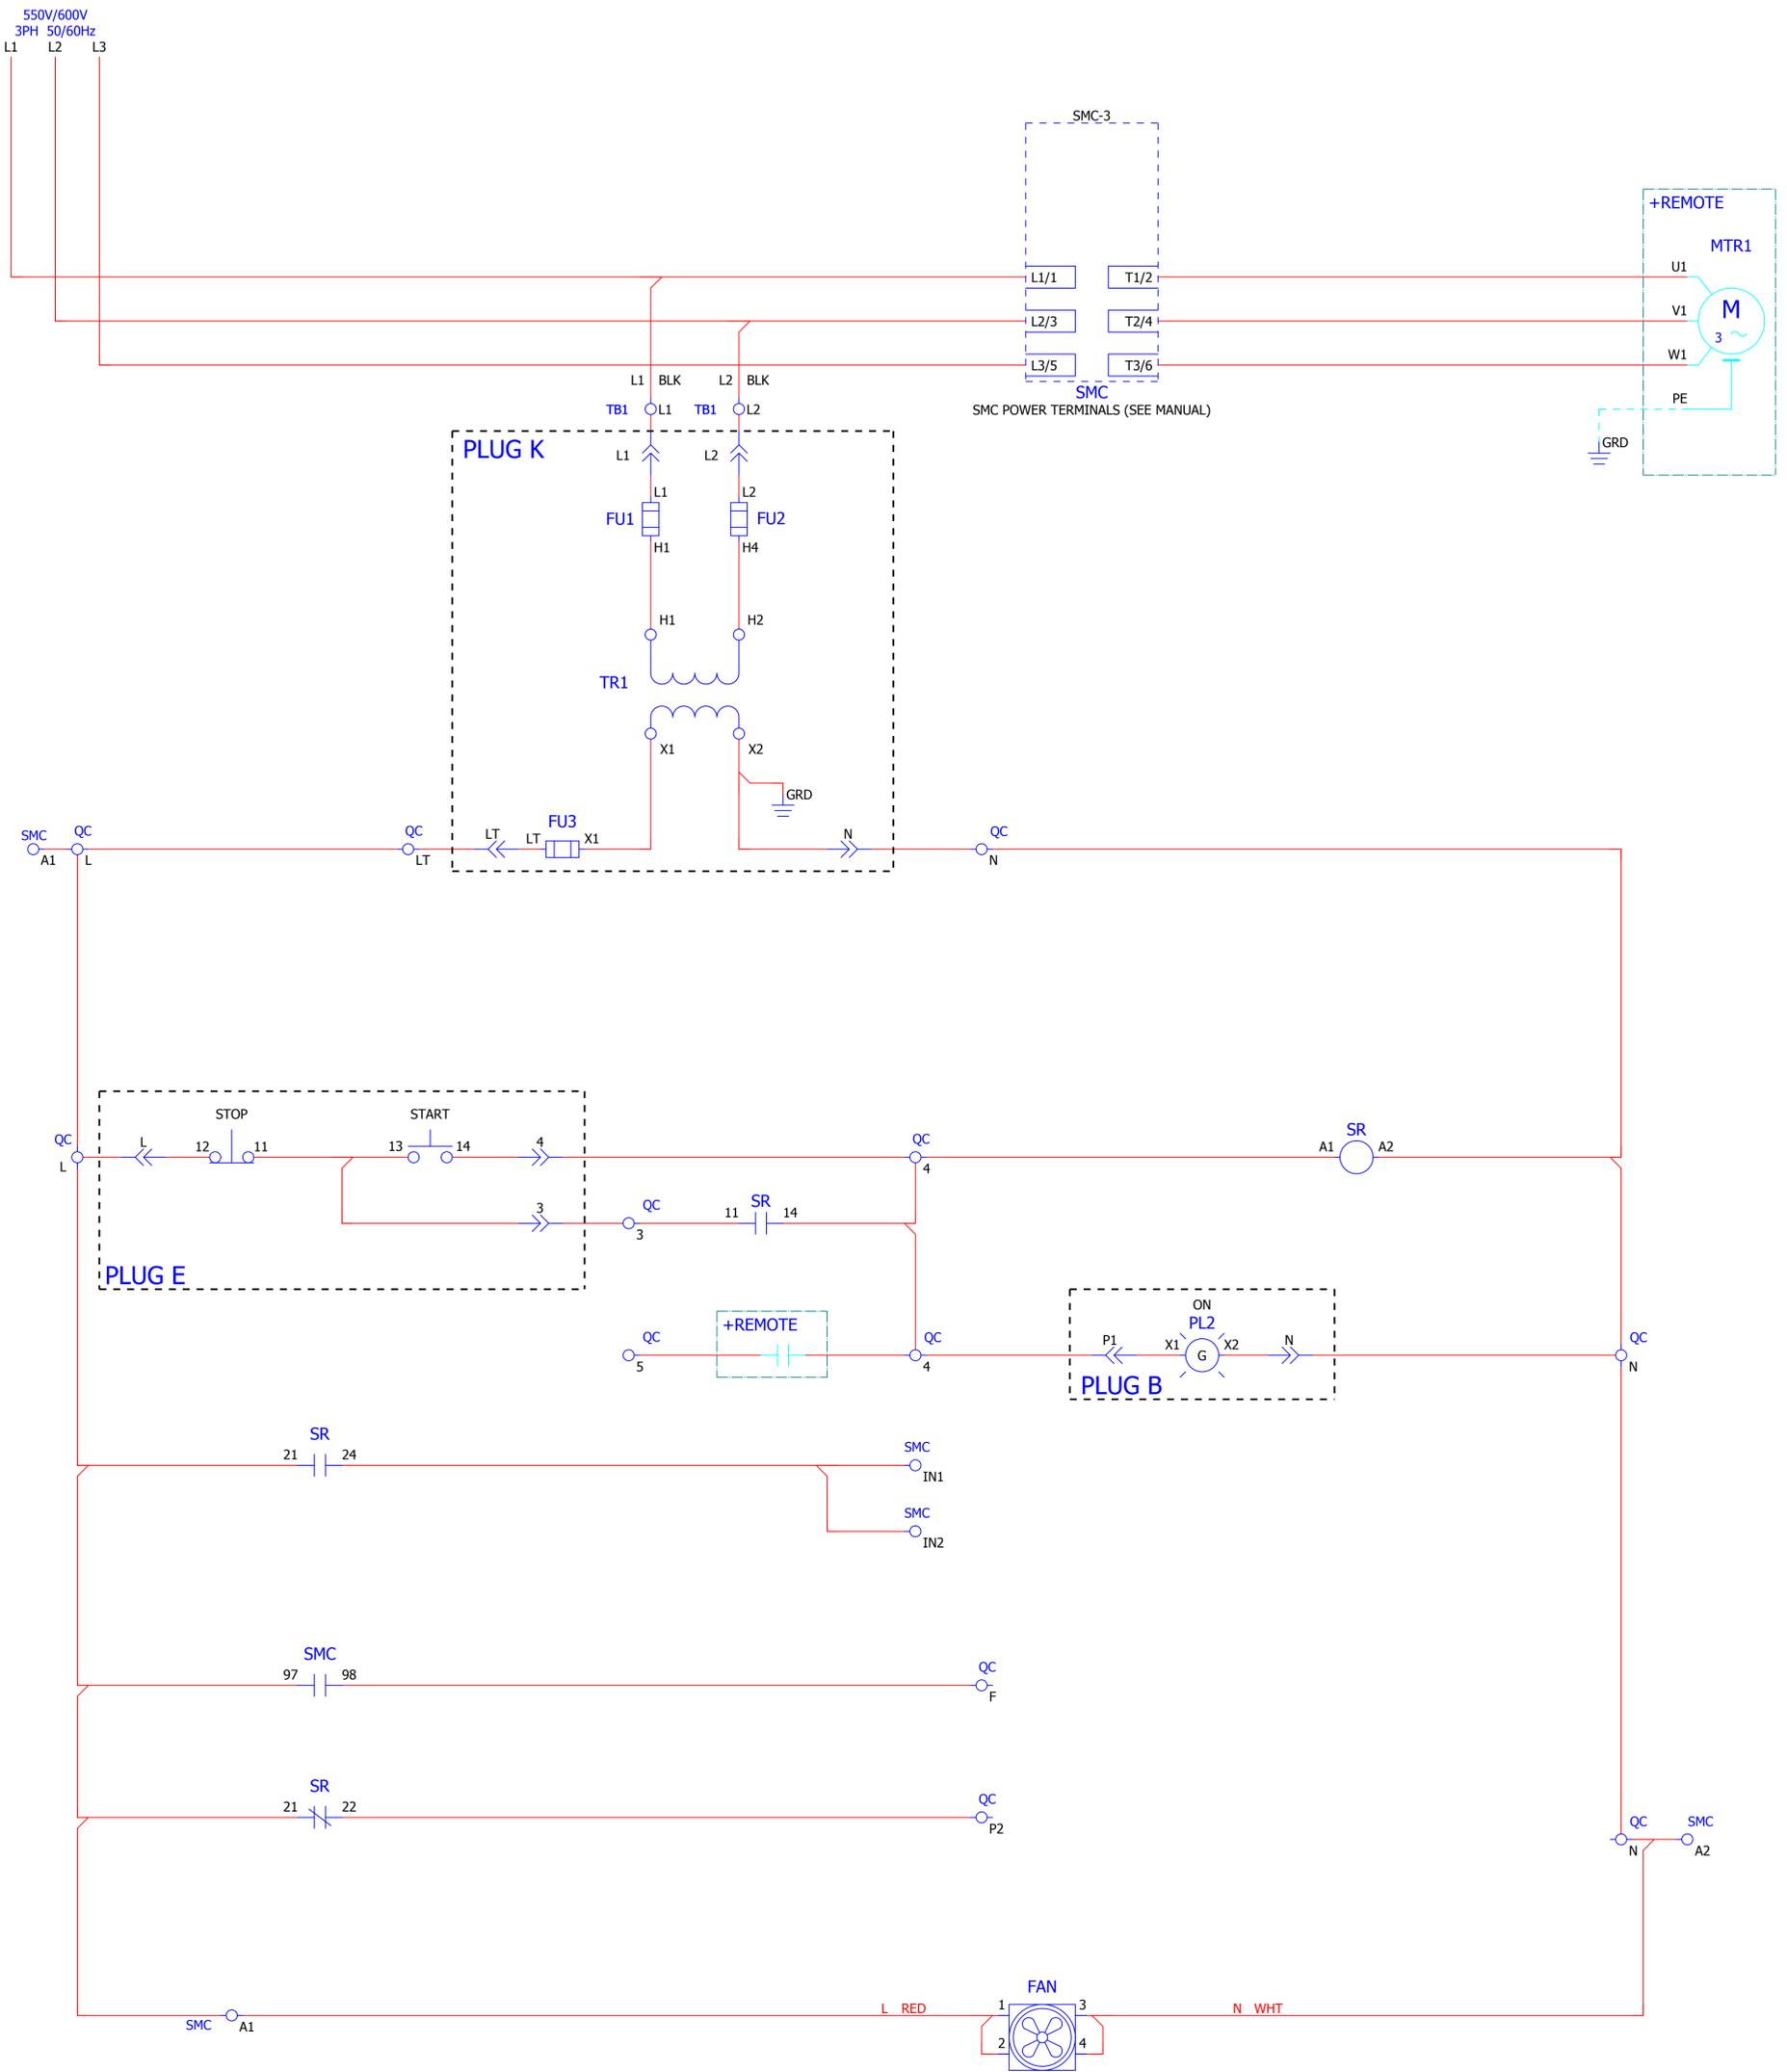 550V/600V
3PH 50/60Hz
L1 L2 L3
SMC-3
+REMOTE
MTR1
L1/1 T1/2 U1
L2/3 T2/4 V1
M
3
L3/5 T3/6 W1
L1 BLK L2 BLK
SMC
PE
TB1 L1 TB1 L2
SMC POWER TERMINALS (SEE MANUAL)
GRD
PLUG K
L1 L2
L1 L2
FU1 FU2
H1 H4
H1 H2
TR1
X1 X2
GRD
FU3
SMC QC QC LT LT X1 N QC
A1 L LT N
STOP START
QC L 12 11 13 14 4 QC SR
A1 A2
L 4
3 QC 11 SR 14
3
PLUG E
ON
+REMOTE PL2
QC QC P1 X1 G X2 N QC
5 4 N
PLUG B
SR
21 24 SMC
IN1
SMC
IN2
SMC
97 98 QC
F
SR
21 22 QC
P2
QC SMC
N A2
FAN
L RED 1 3 N WHT
SMC A1
2 4